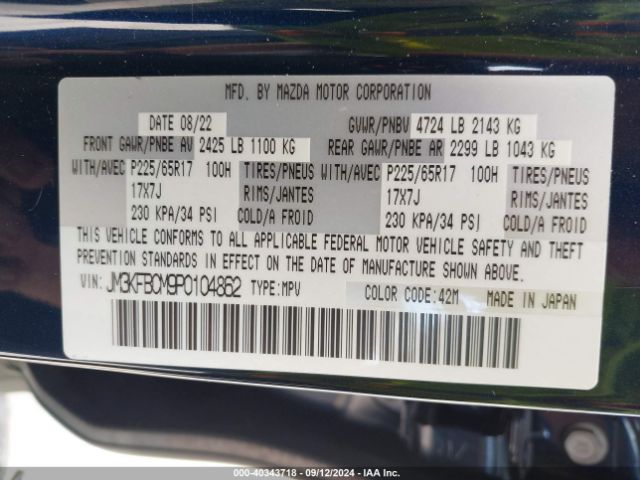 MFD. BY MAZDA MOTOR CORPORATION
DATE 08/22 GVWR/PNBV 4724 LB 2143 KG
FRONT GAWR/PNBE AV 2425 LB 1100 KG REAR GAWR/PNBE AR 2299 LB 1043 KG
WITH/AVEC P225/65R17 100H TIRES/PNEUS WITH/AVEC P225/65R17 100H TIRES/PNEUS
17X7J RIMS/JANTES 17X7J RIMS/JANTES
230 KPA/34 PSI COLD/A FROID 230 KPA/34 PSI COLD/A FROID
THIS VEHICLE CONFORMS TO ALL APPLICABLE FEDERAL MOTOR VEHICLE SAFETY AND THEFT
PREVENTION STANDARDS IN EFFECT ON THE DATE OF MANUFACTURE SHOWN ABOVE.
VIN: JM3KFBCM9P0104862 TYPE:MPV COLOR CODE:42M MADE IN JAPAN
000-40343718 - 09/12/2024 - IAAI.COM